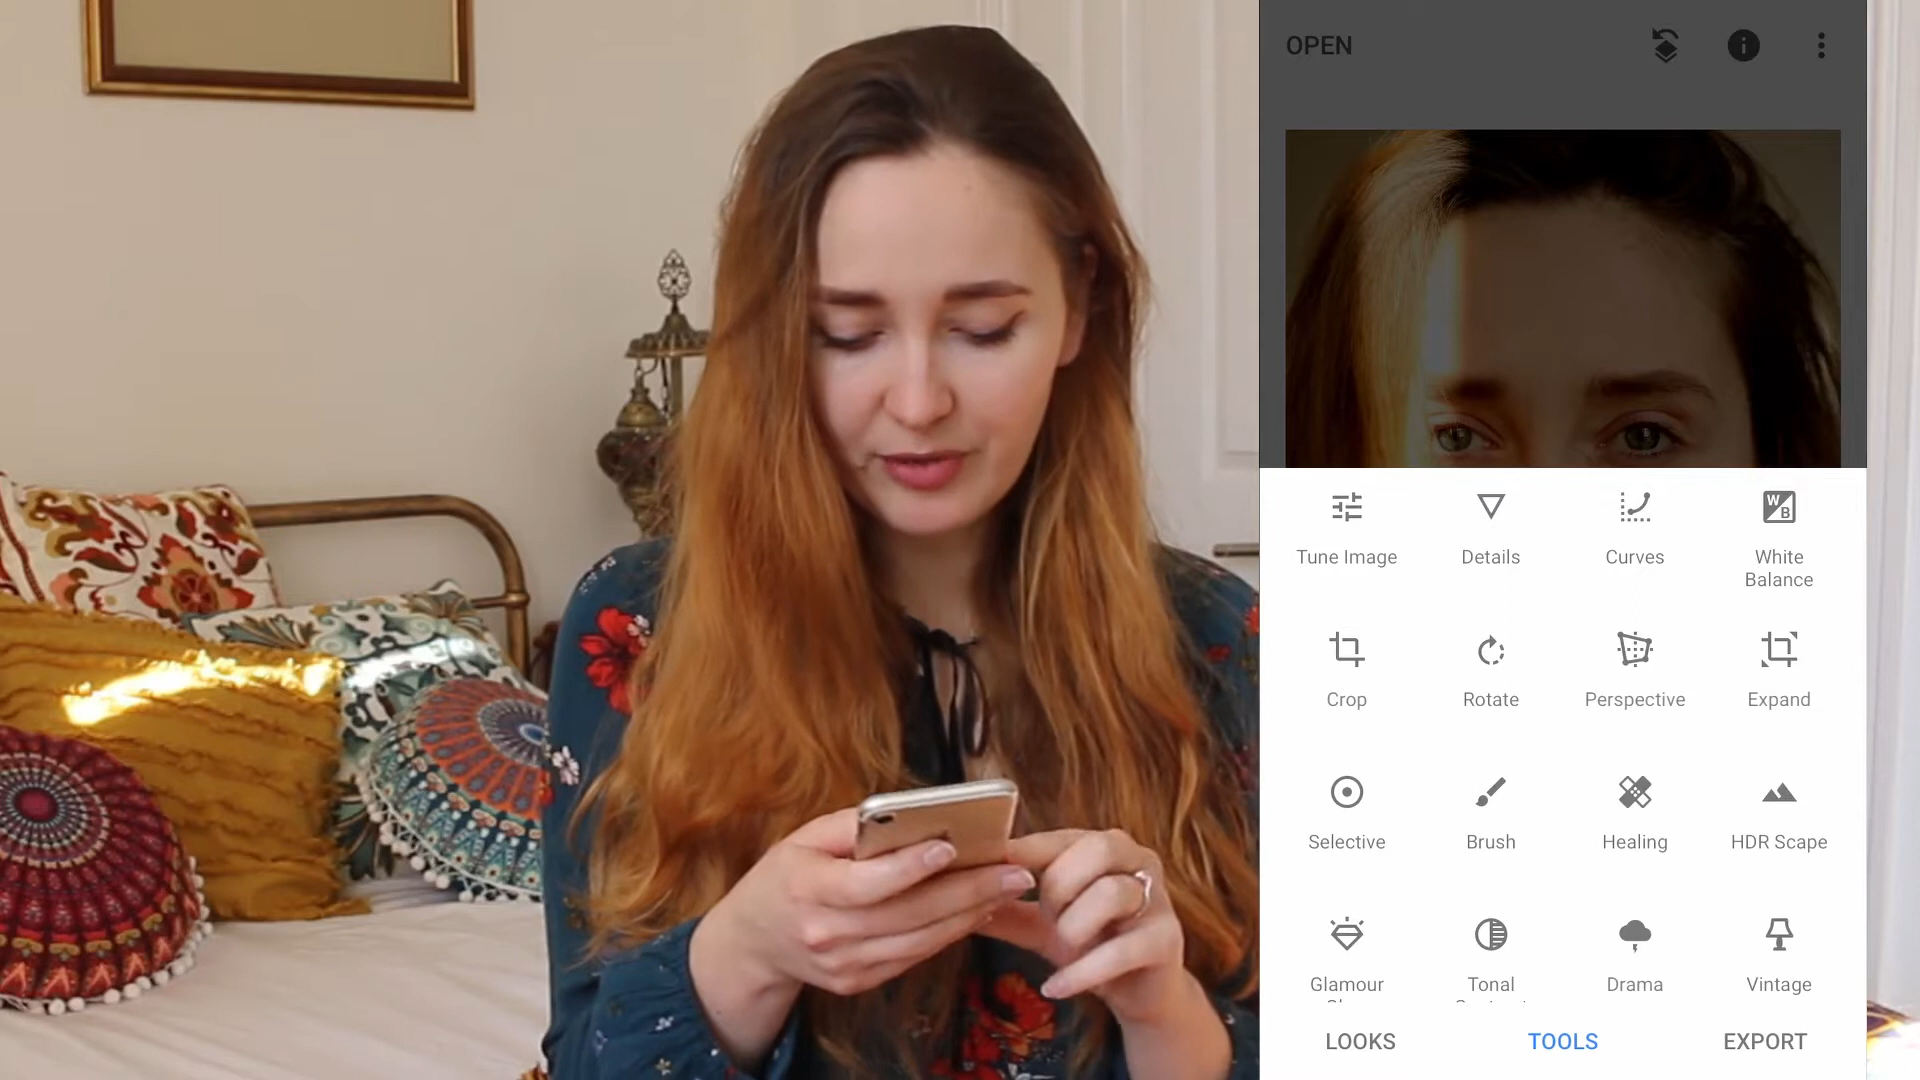 OPEN
Tune Image
Details
Curves
White
Balance
Crop
Rotate
Perspective
Expand
Selective
Brush
Healing
HDR Scape
Glamour
Tonal
Drama
Vintage
LOOKS
TOOLS
EXPORT